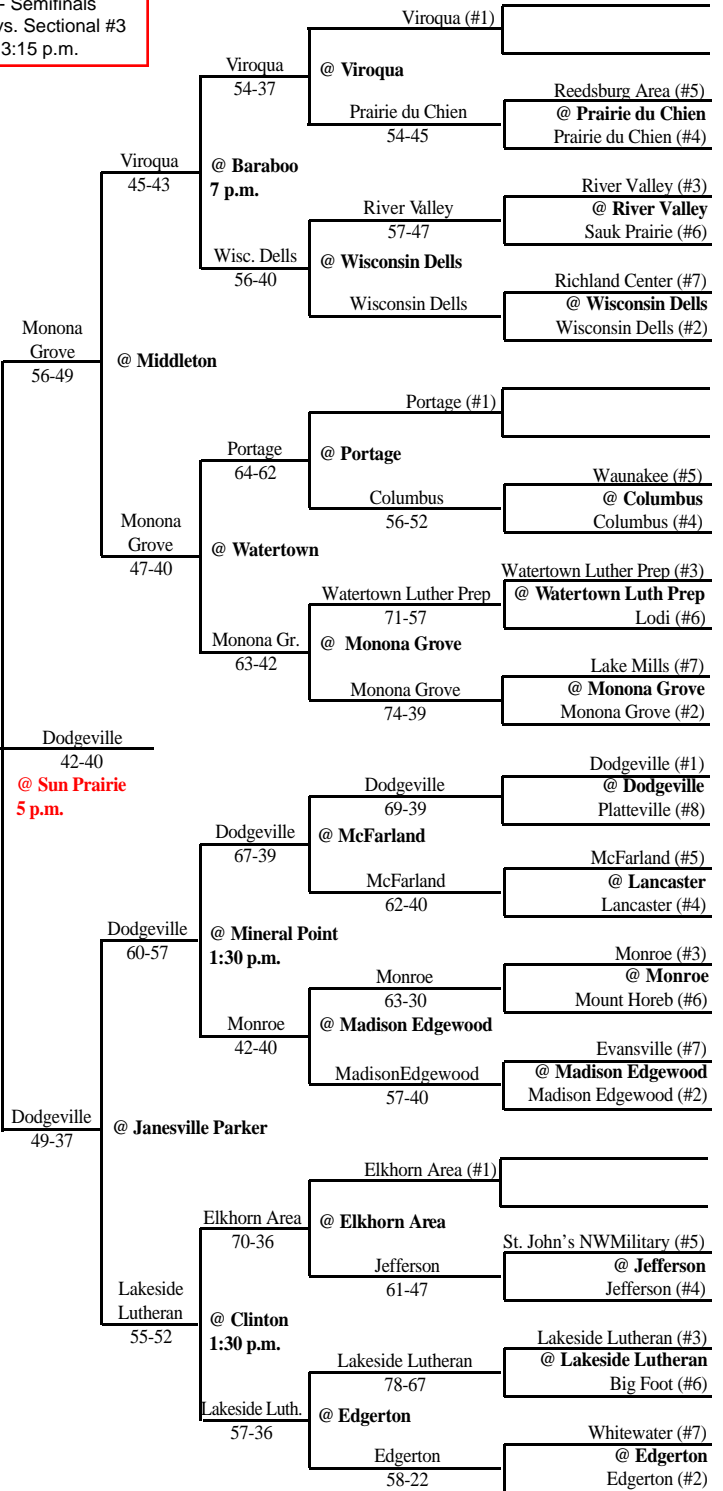 - Semifinals
vs. Sectional #3
3:15 p.m.
Viroqua (#1)
Viroqua
54-37
@ Viroqua
Reedsburg Area (#5)
@ Prairie du Chien
Prairie du Chien (#4)
Prairie du Chien
54-45
Viroqua
45-43
@ Baraboo
7 p.m.
River Valley (#3)
@ River Valley
Sauk Prairie (#6)
River Valley
57-47
Wisc. Dells
56-40
@ Wisconsin Dells
Richland Center (#7)
@ Wisconsin Dells
Wisconsin Dells (#2)
Wisconsin Dells
Monona
Grove
56-49
@ Middleton
Portage (#1)
Portage
64-62
@ Portage
Waunakee (#5)
@ Columbus
Columbus (#4)
Columbus
56-52
Monona
Grove
47-40
@ Watertown
Watertown Luther Prep (#3)
@ Watertown Luth Prep
Lodi (#6)
Watertown Luther Prep
71-57
Monona Gr.
63-42
@ Monona Grove
Lake Mills (#7)
@ Monona Grove
Monona Grove (#2)
Monona Grove
74-39
Dodgeville
42-40
@ Sun Prairie
5 p.m.
Dodgeville (#1)
@ Dodgeville
Platteville (#8)
Dodgeville
69-39
Dodgeville
67-39
@ McFarland
McFarland (#5)
@ Lancaster
Lancaster (#4)
McFarland
62-40
Dodgeville
60-57
@ Mineral Point
1:30 p.m.
Monroe (#3)
@ Monroe
Mount Horeb (#6)
Monroe
63-30
Monroe
42-40
@ Madison Edgewood
Evansville (#7)
@ Madison Edgewood
Madison Edgewood (#2)
MadisonEdgewood
57-40
Dodgeville
49-37
@ Janesville Parker
Elkhorn Area (#1)
Elkhorn Area
70-36
@ Elkhorn Area
St. John's NWMilitary (#5)
@ Jefferson
Jefferson (#4)
Jefferson
61-47
Lakeside
Lutheran
55-52
@ Clinton
1:30 p.m.
Lakeside Lutheran (#3)
@ Lakeside Lutheran
Big Foot (#6)
Lakeside Lutheran
78-67
Lakeside Luth.
57-36
@ Edgerton
Whitewater (#7)
@ Edgerton
Edgerton (#2)
Edgerton
58-22